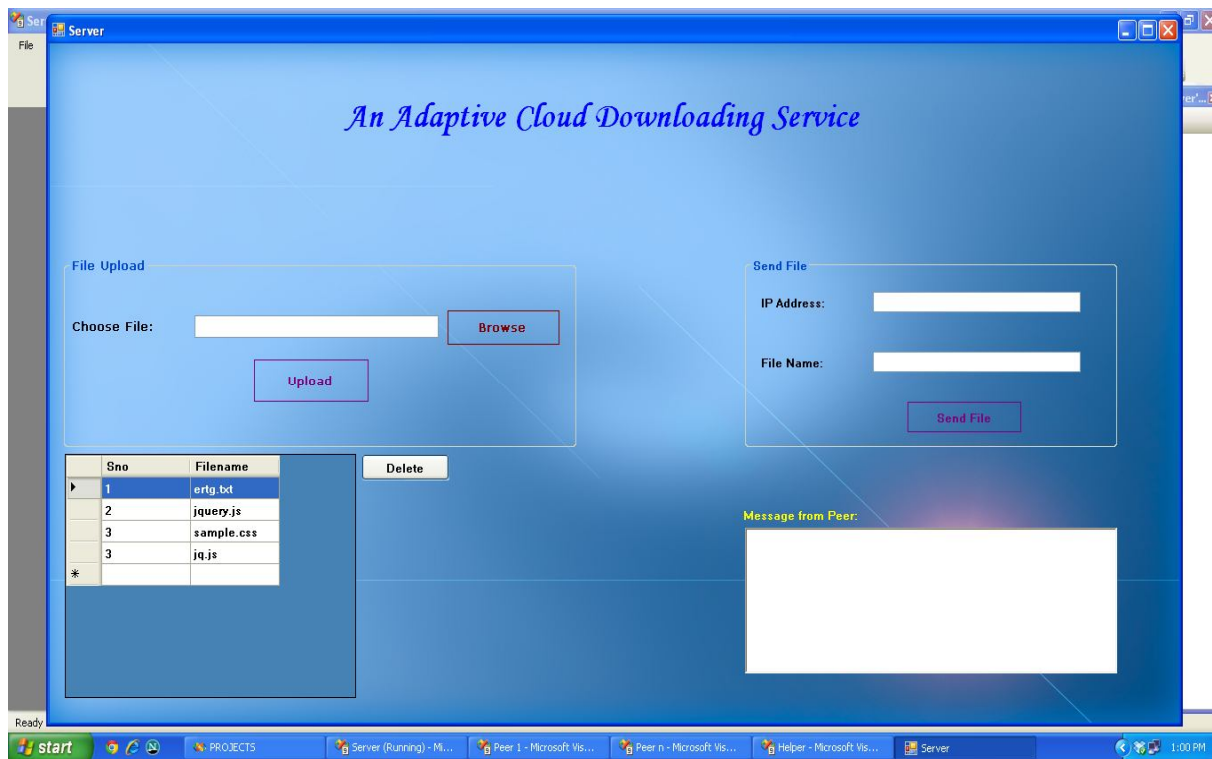 Ser
Server
File
er'...
An Adaptive Cloud Downloading Service
File Upload
Choose File:
Browse
Upload
Send File
IP Address:
File Name:
Send File
Sno Filename
1 ertg.txt
2 jquery.js
3 sample.css
3 jq.js
*
Delete
Message from Peer:
Ready
start PROJECTS Server (Running) - Mi... Peer 1 - Microsoft Vis... Peer n - Microsoft Vis... Helper - Microsoft Vis... Server 1:00 PM